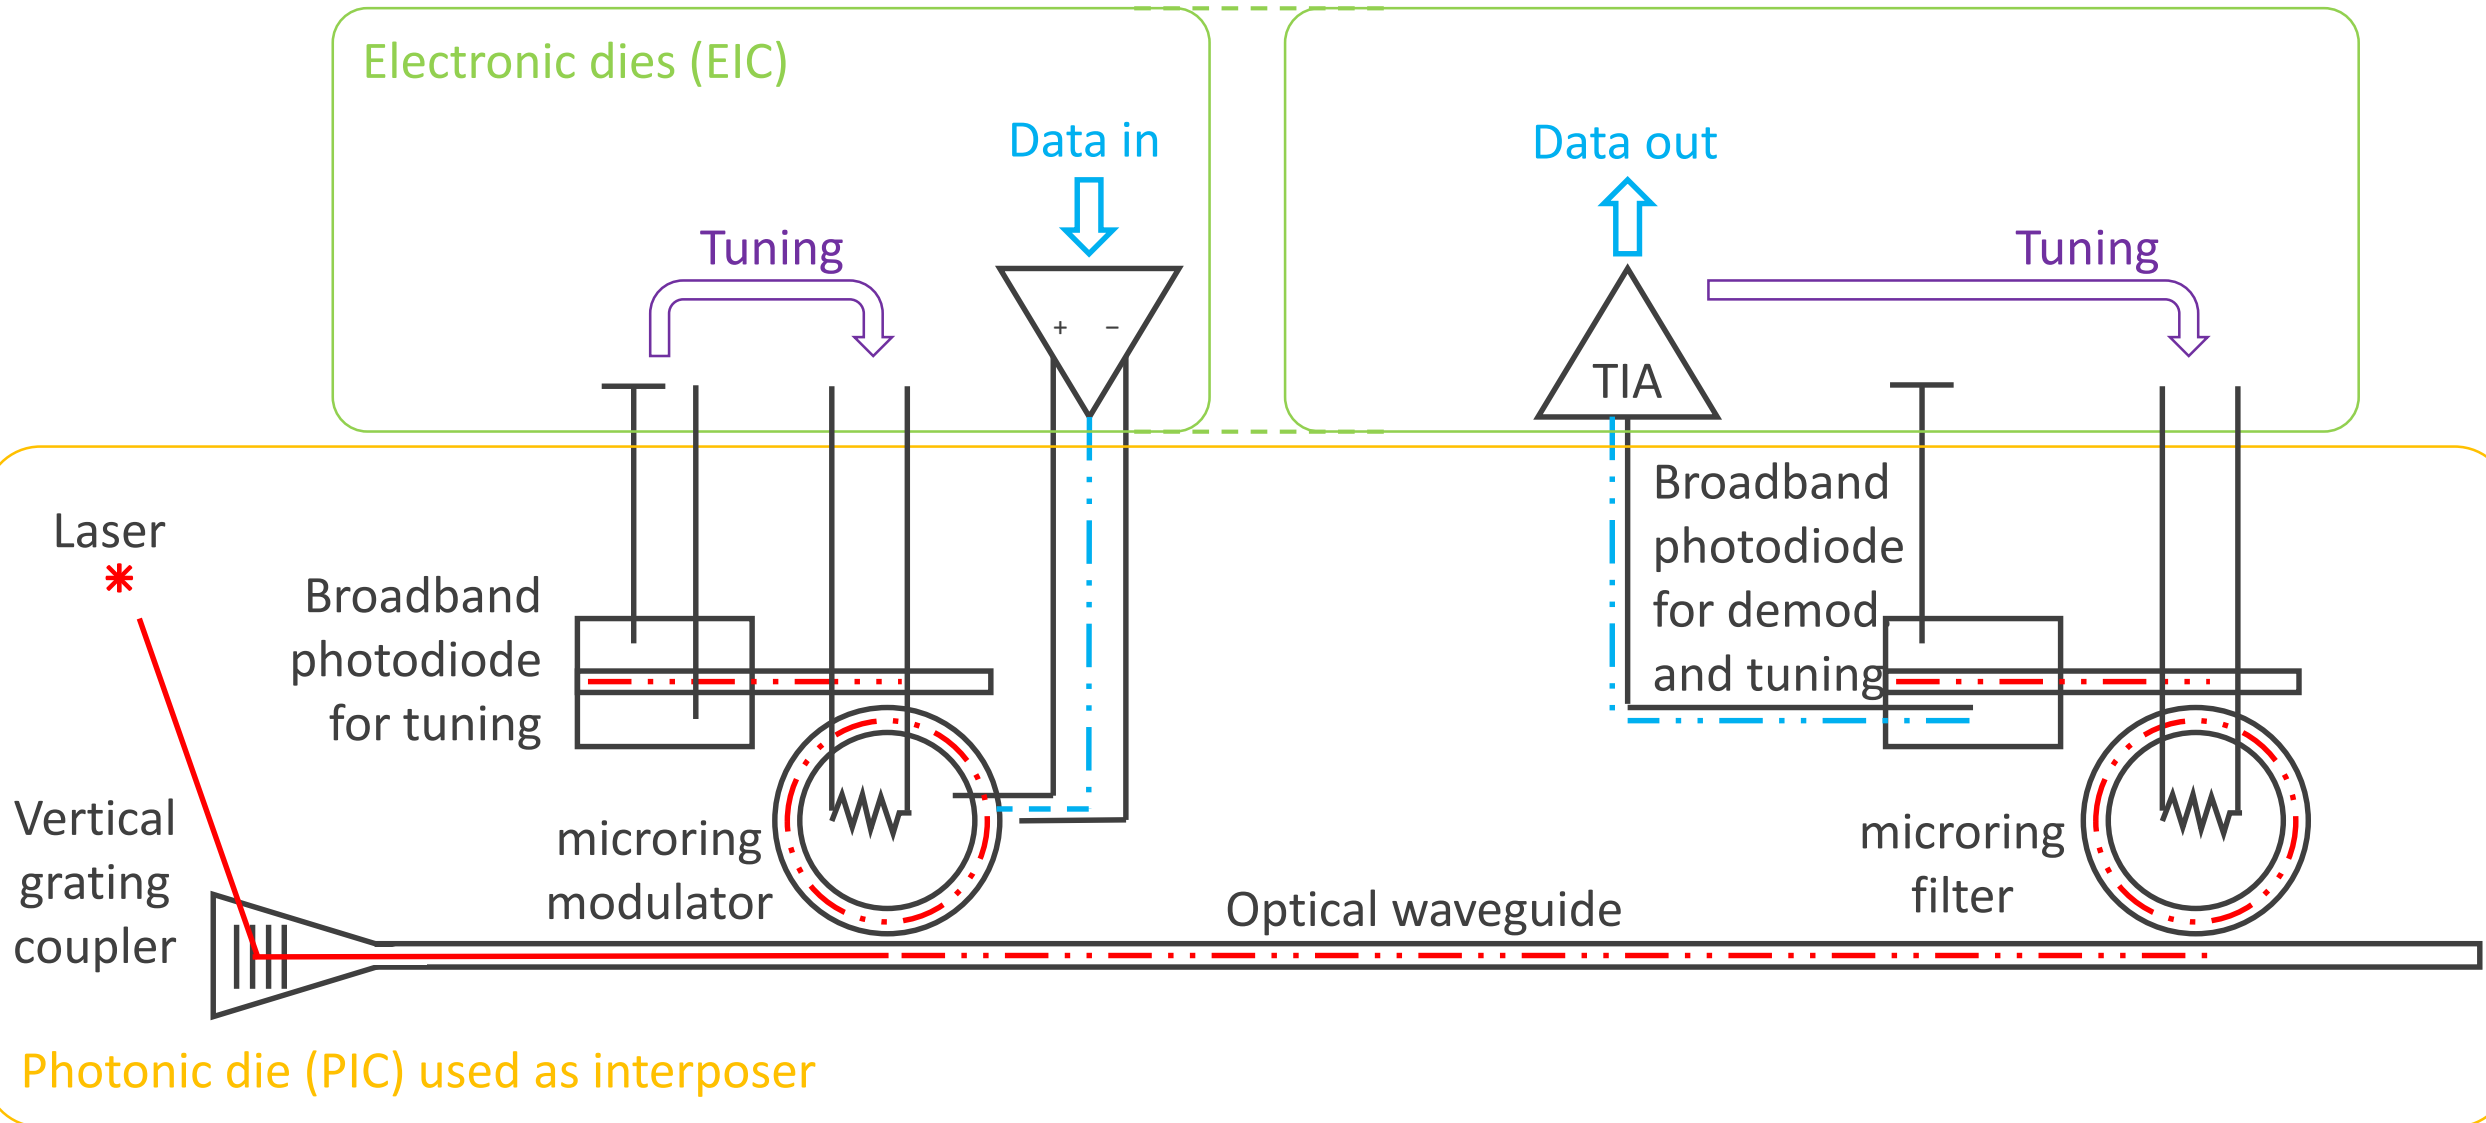 Electronic dies (EIC)
Data in
Data out
Tuning
Tuning
+ −
TIA
Laser
Broadband
photodiode
for tuning
Broadband
photodiode
for demod
and tuning
Vertical
grating
coupler
microring
modulator
Optical waveguide
microring
filter
Photonic die (PIC) used as interposer